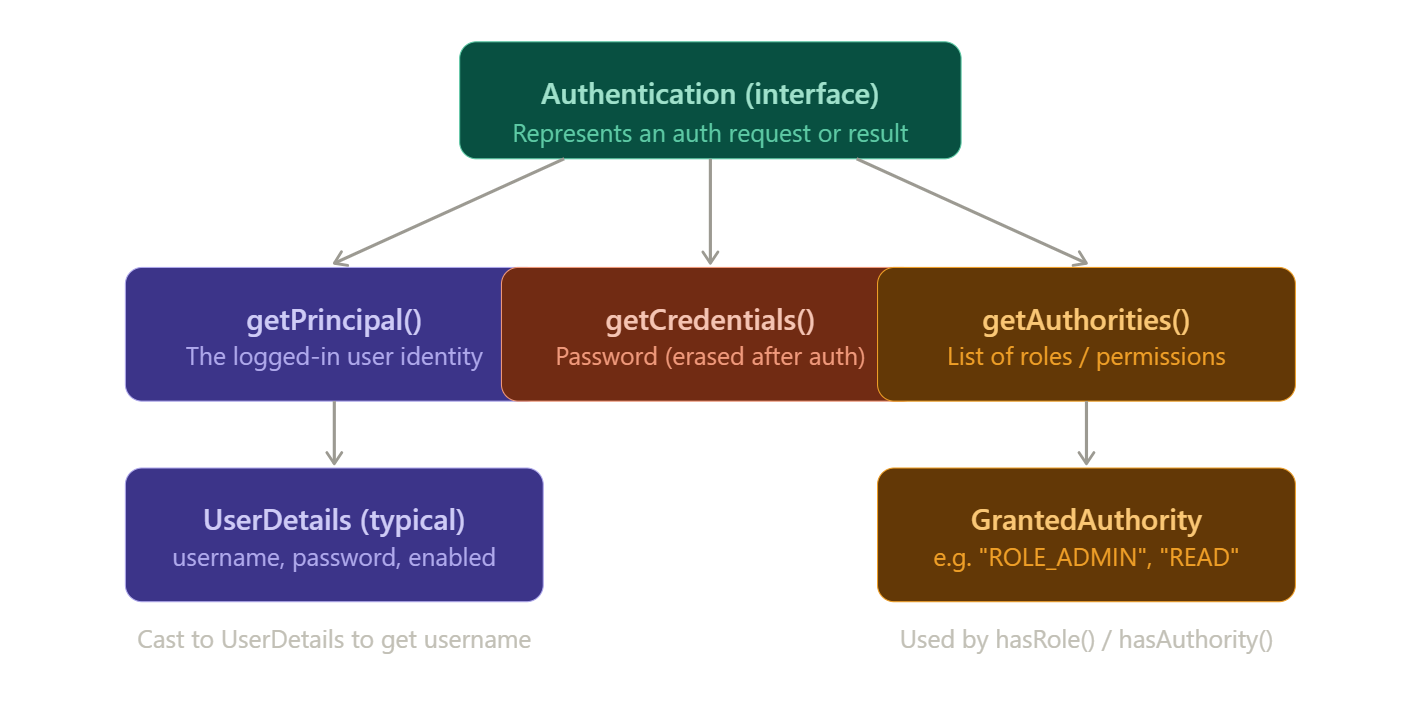 Authentication (interface)
Represents an auth request or result
getPrincipal()
The logged-in user identity
getCredentials()
Password (erased after auth)
getAuthorities()
List of roles / permissions
UserDetails (typical)
username, password, enabled
GrantedAuthority
e.g. "ROLE_ADMIN", "READ"
Cast to UserDetails to get username
Used by hasRole() / hasAuthority()